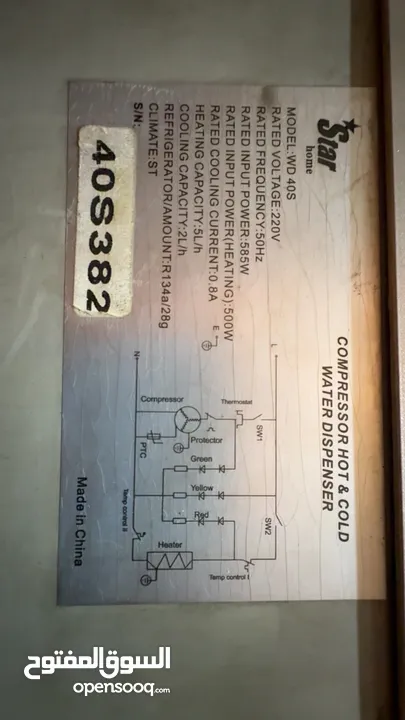 Star
home
COMPRESSOR HOT & COLD
WATER DISPENSER
MODEL:WD 40S
RATED VOLTAGE:220V
RATED FREQUENCY:50Hz
RATED INPUT POWER:585W
RATED INPUT POWER(HEATING):500W
RATED COOLING CURRENT:0.8A
HEATING CAPACITY:5L/h
COOLING CAPACITY:2L/h
REFRIGERATOR/AMOUNT:R134a/28g
CLIMATE:ST
S/N:
40S382
E
L
N
SW1
Thermostat
Compressor
Protector
PTC
SW2
Green
Yellow
Red
Heater
Temp control I
Temp control II
Made in China
السوق المفتوح
opensooq.com